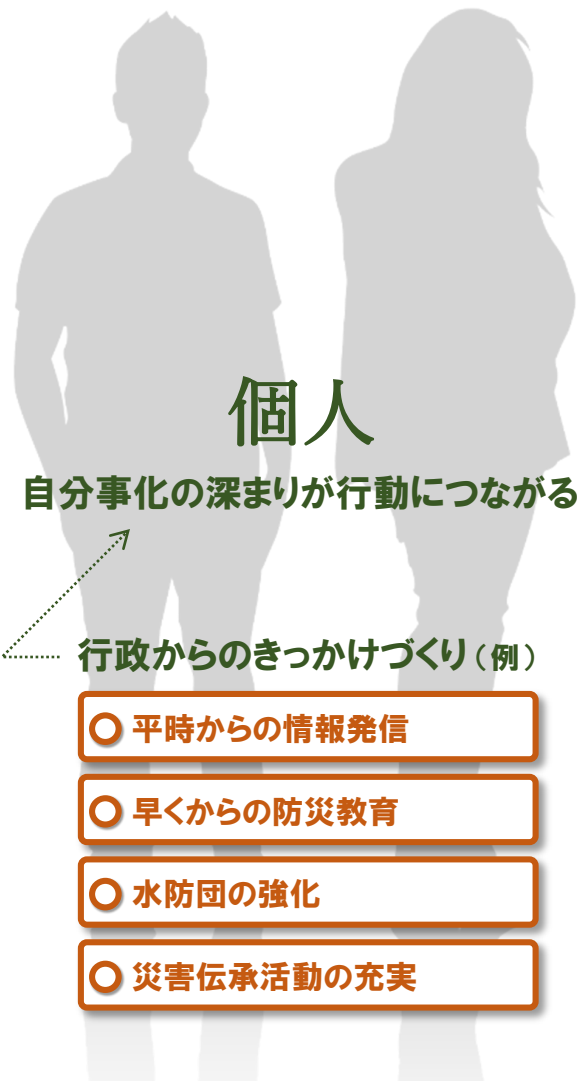 個人
自分事化の深まりが行動につながる
行政からのきっかけづくり（例）
平時からの情報発信
早くからの防災教育
水防団の強化
災害伝承活動の充実